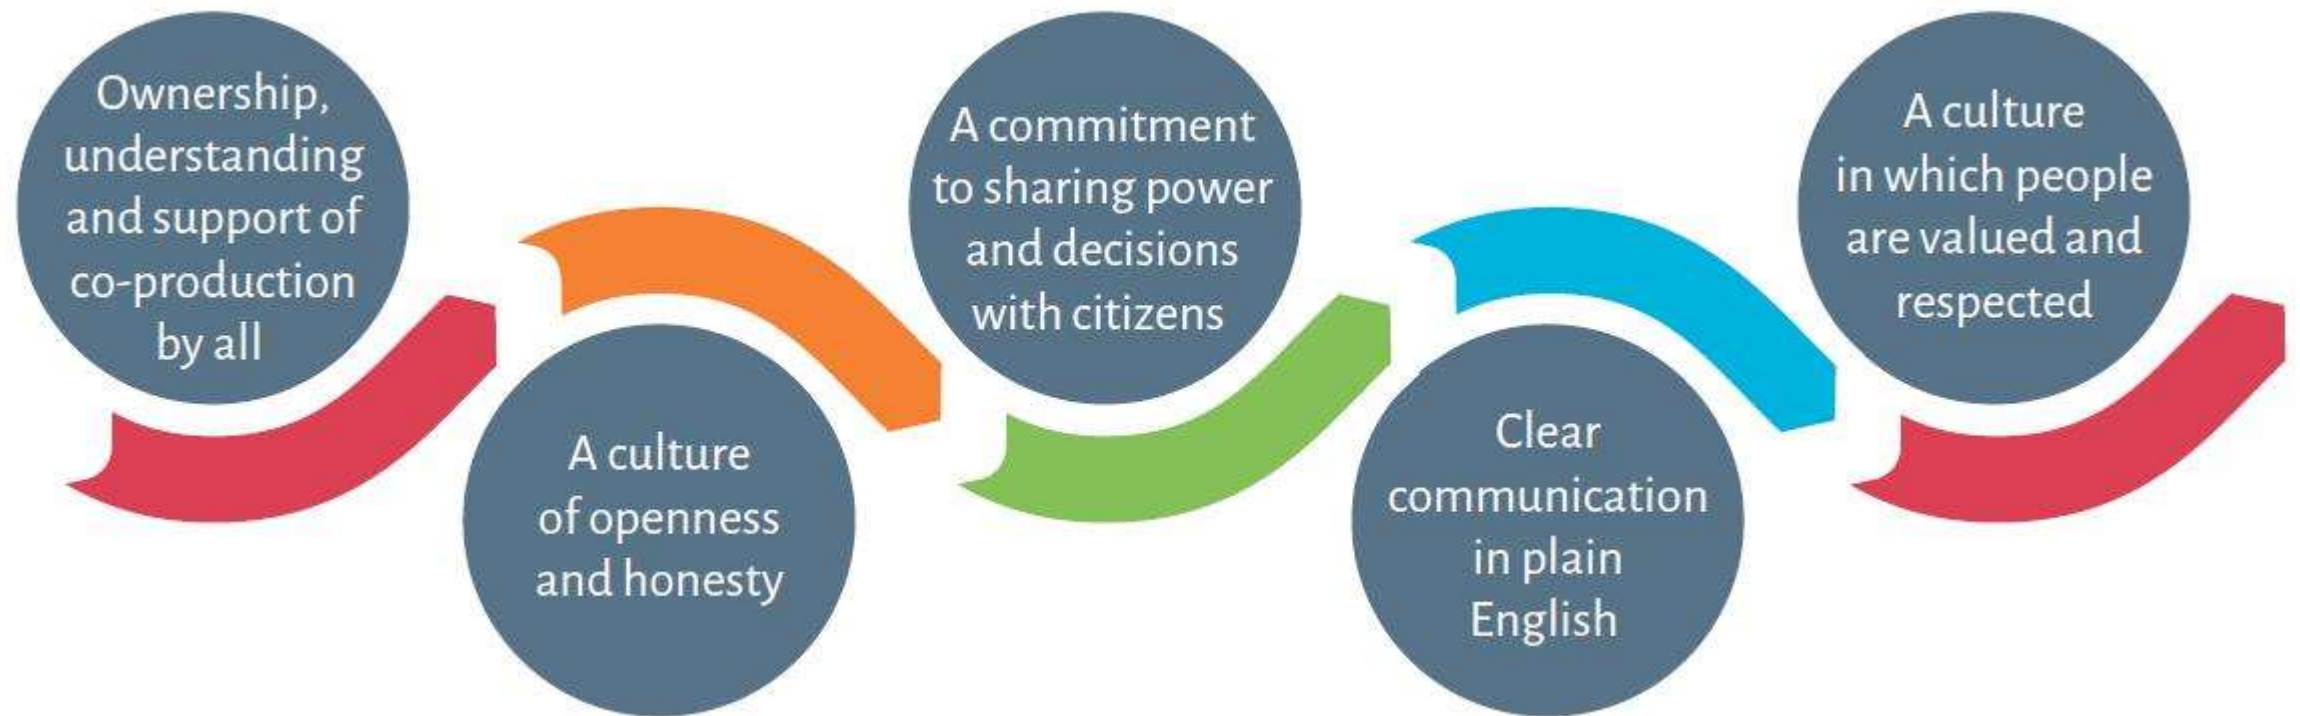 Ownership,
understanding
and support of
co-production
by all
A culture
of openness
and honesty
A commitment
to sharing power
and decisions
with citizens
Clear
communication
in plain
English
A culture
in which people
are valued and
respected